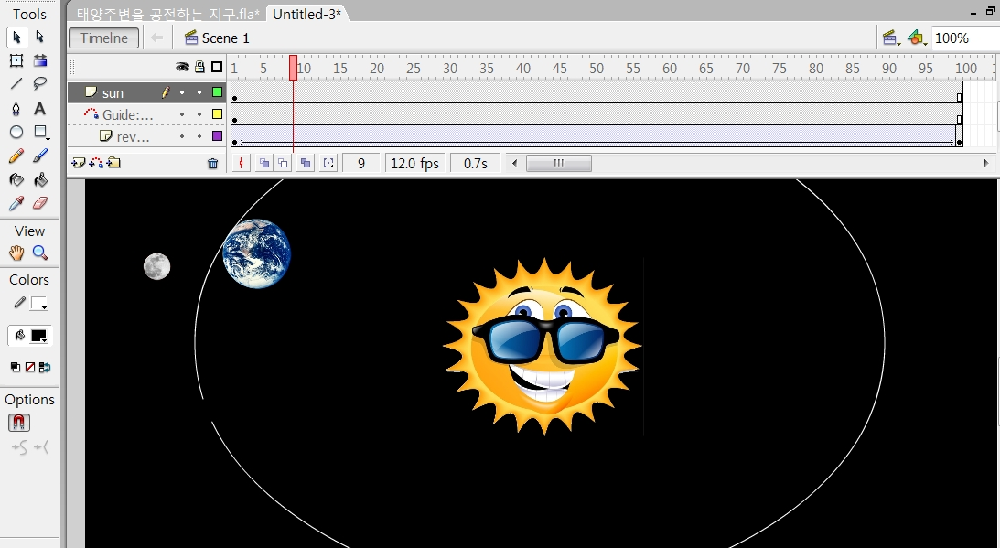 Tools
태양주변을 공전하는 지구.fla* Untitled-3*
Timeline Scene 1 100%
1 5 10 15 20 25 30 35 40 45 50 55 60 65 70 75 80 85 90 95 100
sun
Guide:...
rev...
9 12.0 fps 0.7s
A
View
Colors
Options